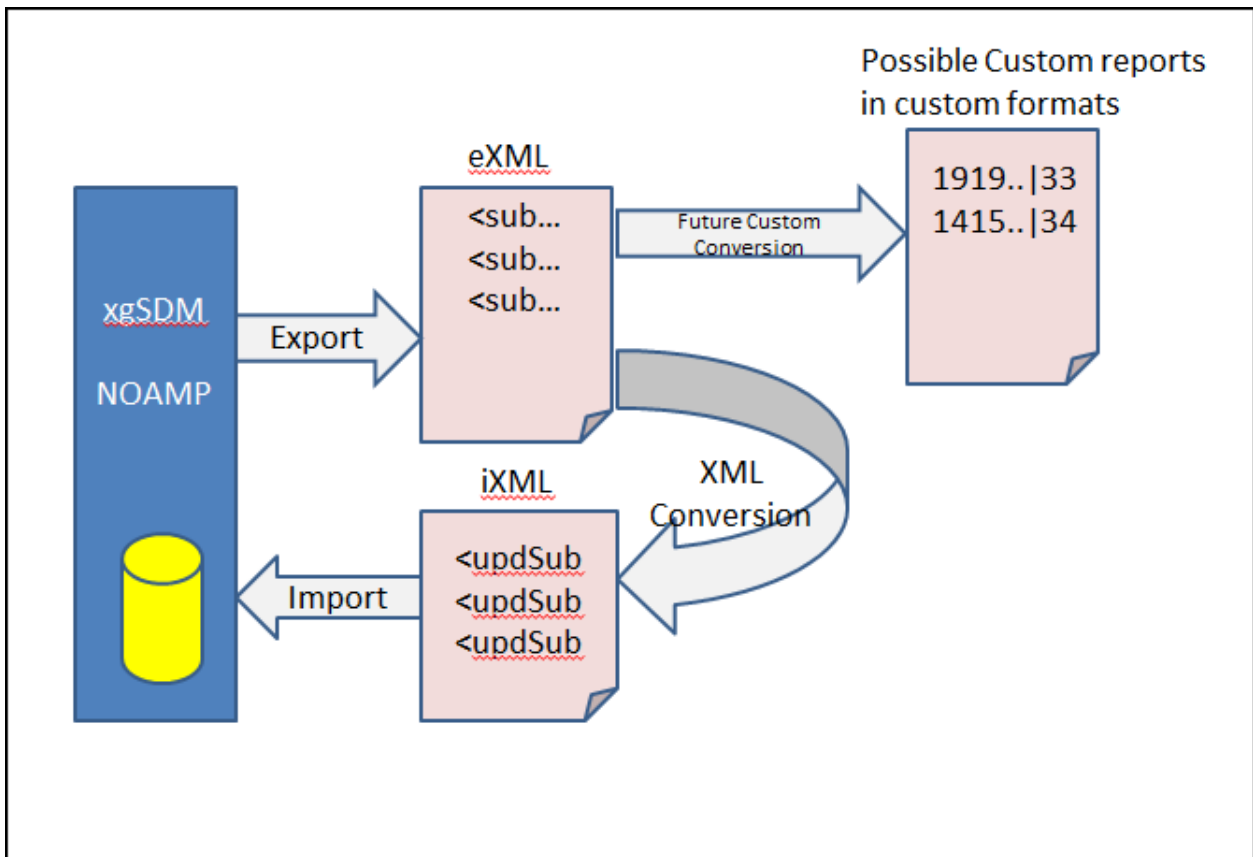 Possible Custom reports
in custom formats
eXML
<sub...
<sub...
<sub...
Future Custom
Conversion
1919..|33
1415..|34
xgSDM
NOAMP
Export
XML
Conversion
iXML
<updSub
<updSub
<updSub
Import